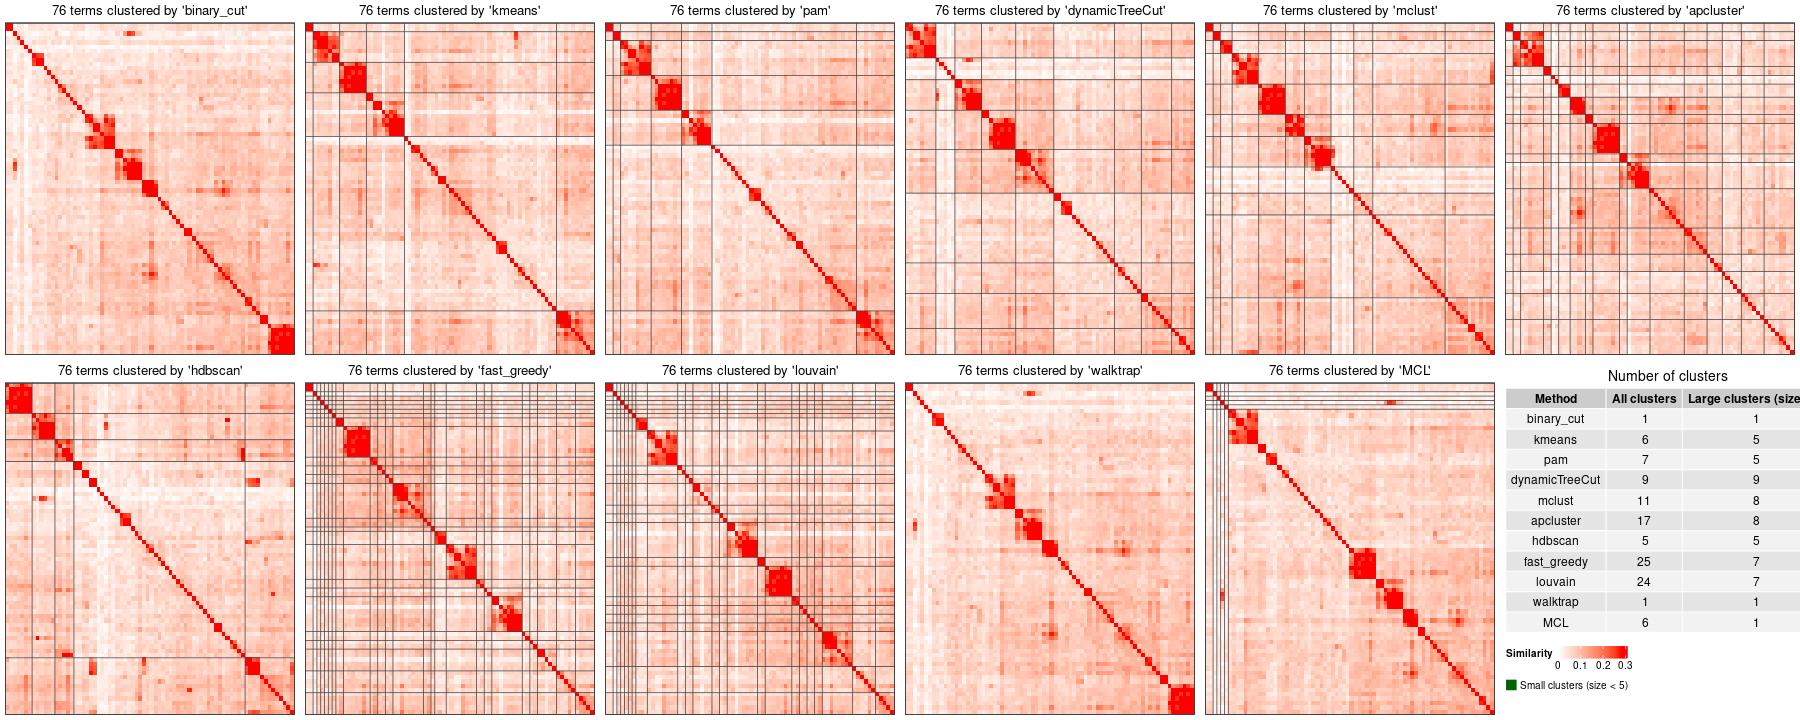 76 terms clustered by 'binary_cut'
76 terms clustered by 'kmeans'
76 terms clustered by 'pam'
76 terms clustered by 'dynamicTreeCut'
76 terms clustered by 'mclust'
76 terms clustered by 'apcluster'
76 terms clustered by 'hdbscan'
76 terms clustered by 'fast_greedy'
76 terms clustered by 'louvain'
76 terms clustered by 'walktrap'
76 terms clustered by 'MCL'
Number of clusters
Method All clusters Large clusters (size
binary_cut 1 1
kmeans 6 5
pam 7 5
dynamicTreeCut 9 9
mclust 11 8
apcluster 17 8
hdbscan 5 5
fast_greedy 25 7
louvain 24 7
walktrap 1 1
MCL 6 1
Similarity
0 0.1 0.2 0.3
Small clusters (size < 5)